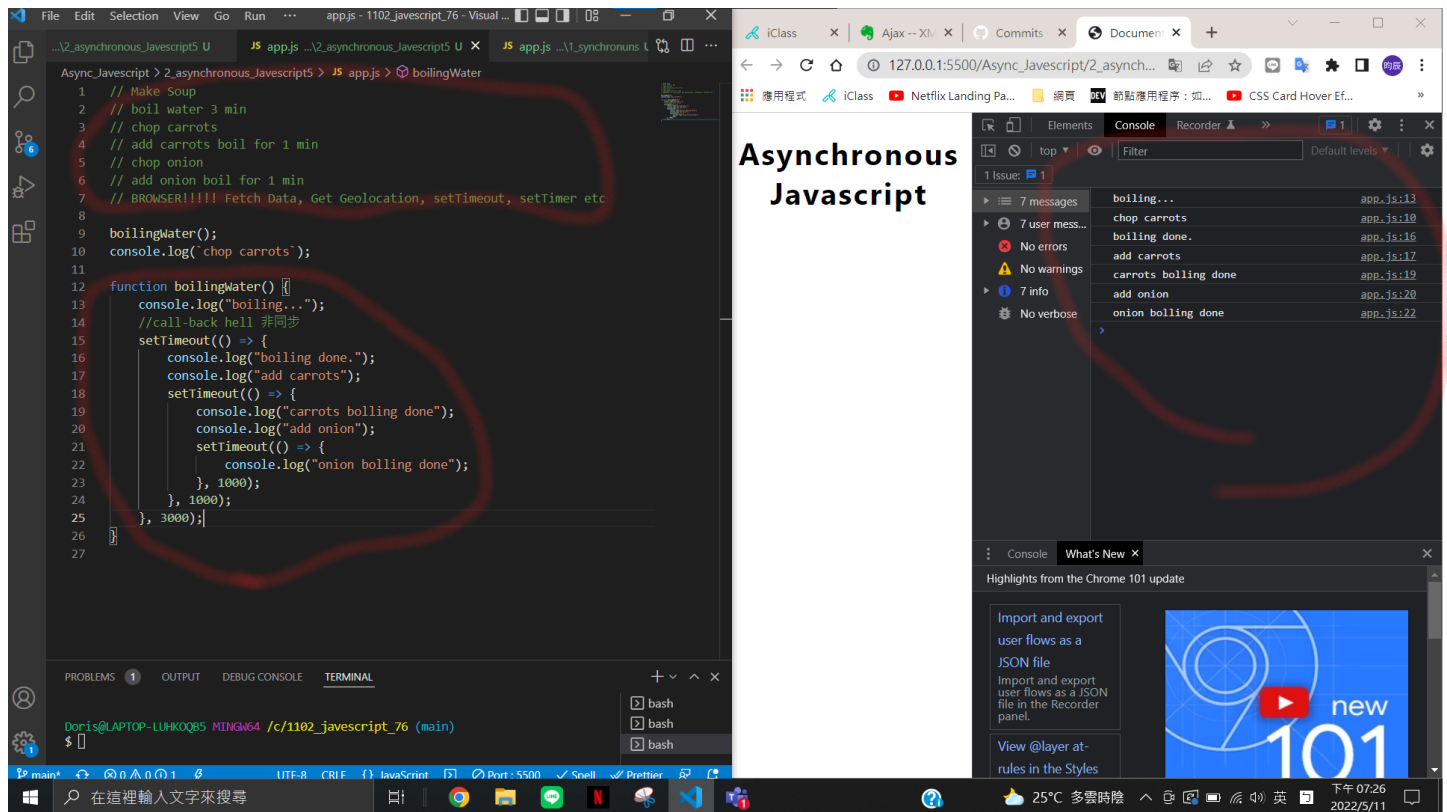 File Edit Selection View Go Run ··· app.js - 1102_javescript_76 - Visual ...
...\2_asynchronous_Javescript5 U JS app.js ...\2_asynchronous_Javescript5 U × JS app.js ...\1_synchronuns
Async_Javescript > 2_asynchronous_Javescript5 > JS app.js > boilingWater
1 // Make Soup
2 // boil water 3 min
3 // chop carrots
4 // add carrots boil for 1 min
5 // chop onion
6 // add onion boil for 1 min
7 // BROWSER!!!!! Fetch Data, Get Geolocation, setTimeout, setTimer etc
8
9 boilingWater();
10 console.log(`chop carrots`);
11
12 function boilingWater() {
13 console.log("boiling...");
14 //call-back hell 非同步
15 setTimeout(() => {
16 console.log("boiling done.");
17 console.log("add carrots");
18 setTimeout(() => {
19 console.log("carrots bolling done");
20 console.log("add onion");
21 setTimeout(() => {
22 console.log("onion bolling done");
23 }, 1000);
24 }, 1000);
25 }, 3000);
26 }
27
6
1
PROBLEMS 1 OUTPUT DEBUG CONSOLE TERMINAL
Doris@LAPTOP-LUHKOQB5 MINGW64 /c/1102_javescript_76 (main)
$
bash
bash
bash
main* 0 0 1 UTF-8 CRLF {} JavaScript Port : 5500 Spell Prettier
iClass × Ajax -- XM × Commits × Document × +
127.0.0.1:5500/Async_Javescript/2_asynch... 昀辰
應用程式 iClass Netflix Landing Pa... 網頁 DEV 節點應用程序：如... CSS Card Hover Ef... »
Asynchronous
Javascript
Elements Console Recorder » 1
top Filter Default levels
1 Issue: 1
7 messages
7 user mess...
No errors
No warnings
7 info
No verbose
boiling... app.js:13
chop carrots app.js:10
boiling done. app.js:16
add carrots app.js:17
carrots bolling done app.js:19
add onion app.js:20
onion bolling done app.js:22
Console What's New ×
Highlights from the Chrome 101 update
Import and export
user flows as a
JSON file
Import and export
user flows as a JSON
file in the Recorder
panel.
View @layer at-
rules in the Styles
new
101
在這裡輸入文字來搜尋
1
25°C 多雲時陰 英
下午 07:26
2022/5/11